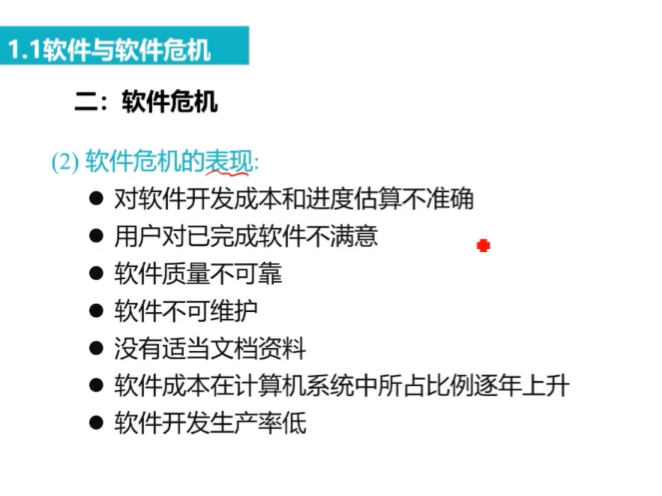 1.1软件与软件危机
二：软件危机
(2) 软件危机的表现:
● 对软件开发成本和进度估算不准确
● 用户对已完成软件不满意
● 软件质量不可靠
● 软件不可维护
● 没有适当文档资料
● 软件成本在计算机系统中所占比例逐年上升
● 软件开发生产率低